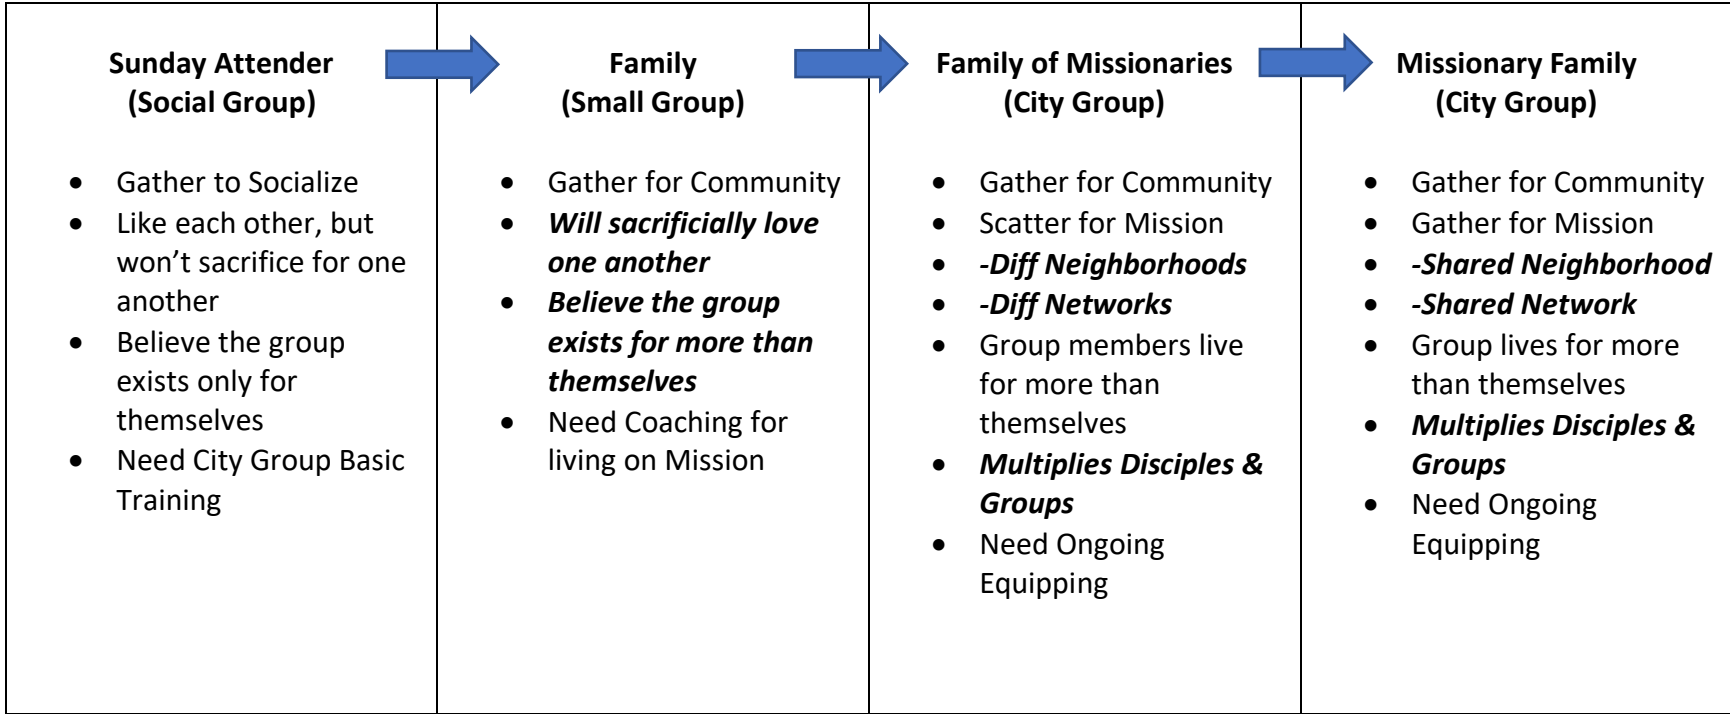 Sunday Attender
(Social Group)
• Gather to Socialize
• Like each other, but
won’t sacrifice for one
another
• Believe the group
exists only for
themselves
• Need City Group Basic
Training
Family
(Small Group)
• Gather for Community
• Will sacrificially love
one another
• Believe the group
exists for more than
themselves
• Need Coaching for
living on Mission
Family of Missionaries
(City Group)
• Gather for Community
• Scatter for Mission
• -Diff Neighborhoods
• -Diff Networks
• Group members live
for more than
themselves
• Multiplies Disciples &
Groups
• Need Ongoing
Equipping
Missionary Family
(City Group)
• Gather for Community
• Gather for Mission
• -Shared Neighborhood
• -Shared Network
• Group lives for more
than themselves
• Multiplies Disciples &
Groups
• Need Ongoing
Equipping